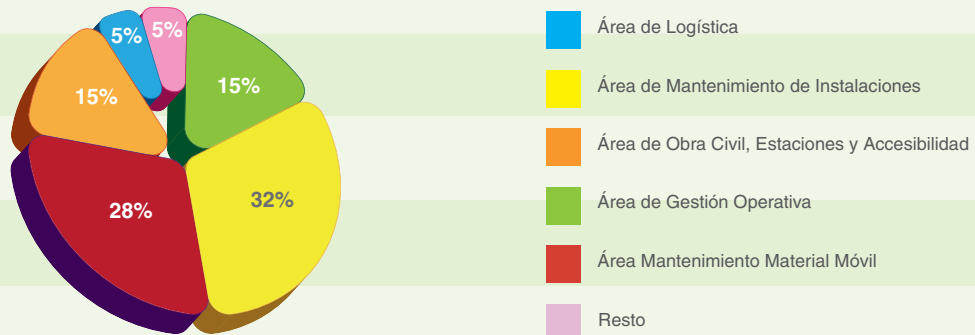 5%
5%
15%
15%
28%
32%
Área de Logística
Área de Mantenimiento de Instalaciones
Área de Obra Civil, Estaciones y Accesibilidad
Área de Gestión Operativa
Área Mantenimiento Material Móvil
Resto